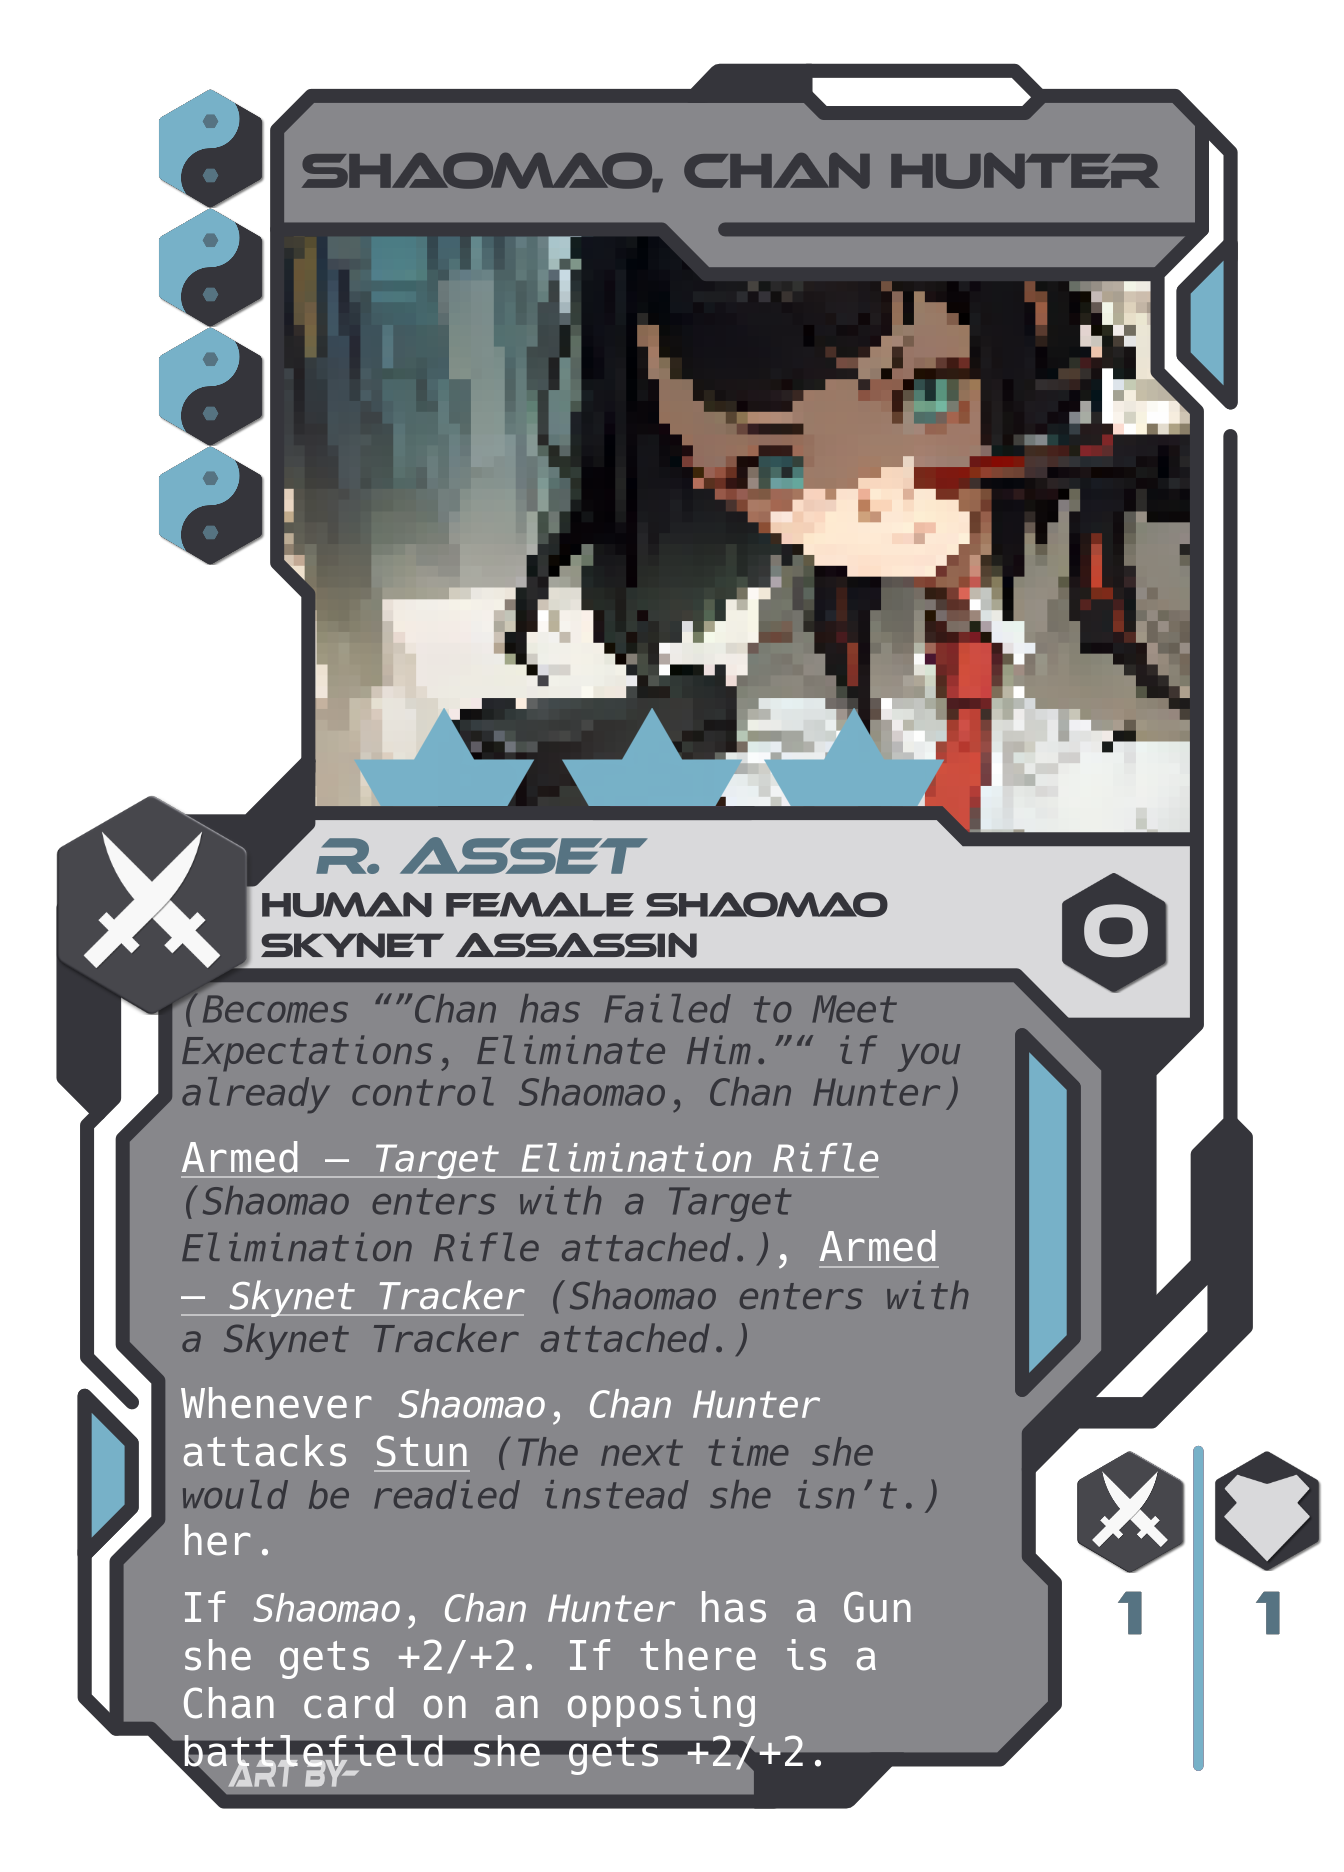 SHAOMAO, CHAN HUNTER
R. ASSET
HUMAN FEMALE SHAOMAO
SKYNET ASSASSIN
0
(Becomes “”Chan has Failed to Meet
Expectations, Eliminate Him.”“ if you
already control Shaomao, Chan Hunter)
Armed – Target Elimination Rifle
(Shaomao enters with a Target
Elimination Rifle attached.), Armed
– Skynet Tracker (Shaomao enters with
a Skynet Tracker attached.)
Whenever Shaomao, Chan Hunter
attacks Stun (The next time she
would be readied instead she isn’t.)
her.
If Shaomao, Chan Hunter has a Gun
she gets +2/+2. If there is a
Chan card on an opposing
battlefield she gets +2/+2.
ART BY-
1 1